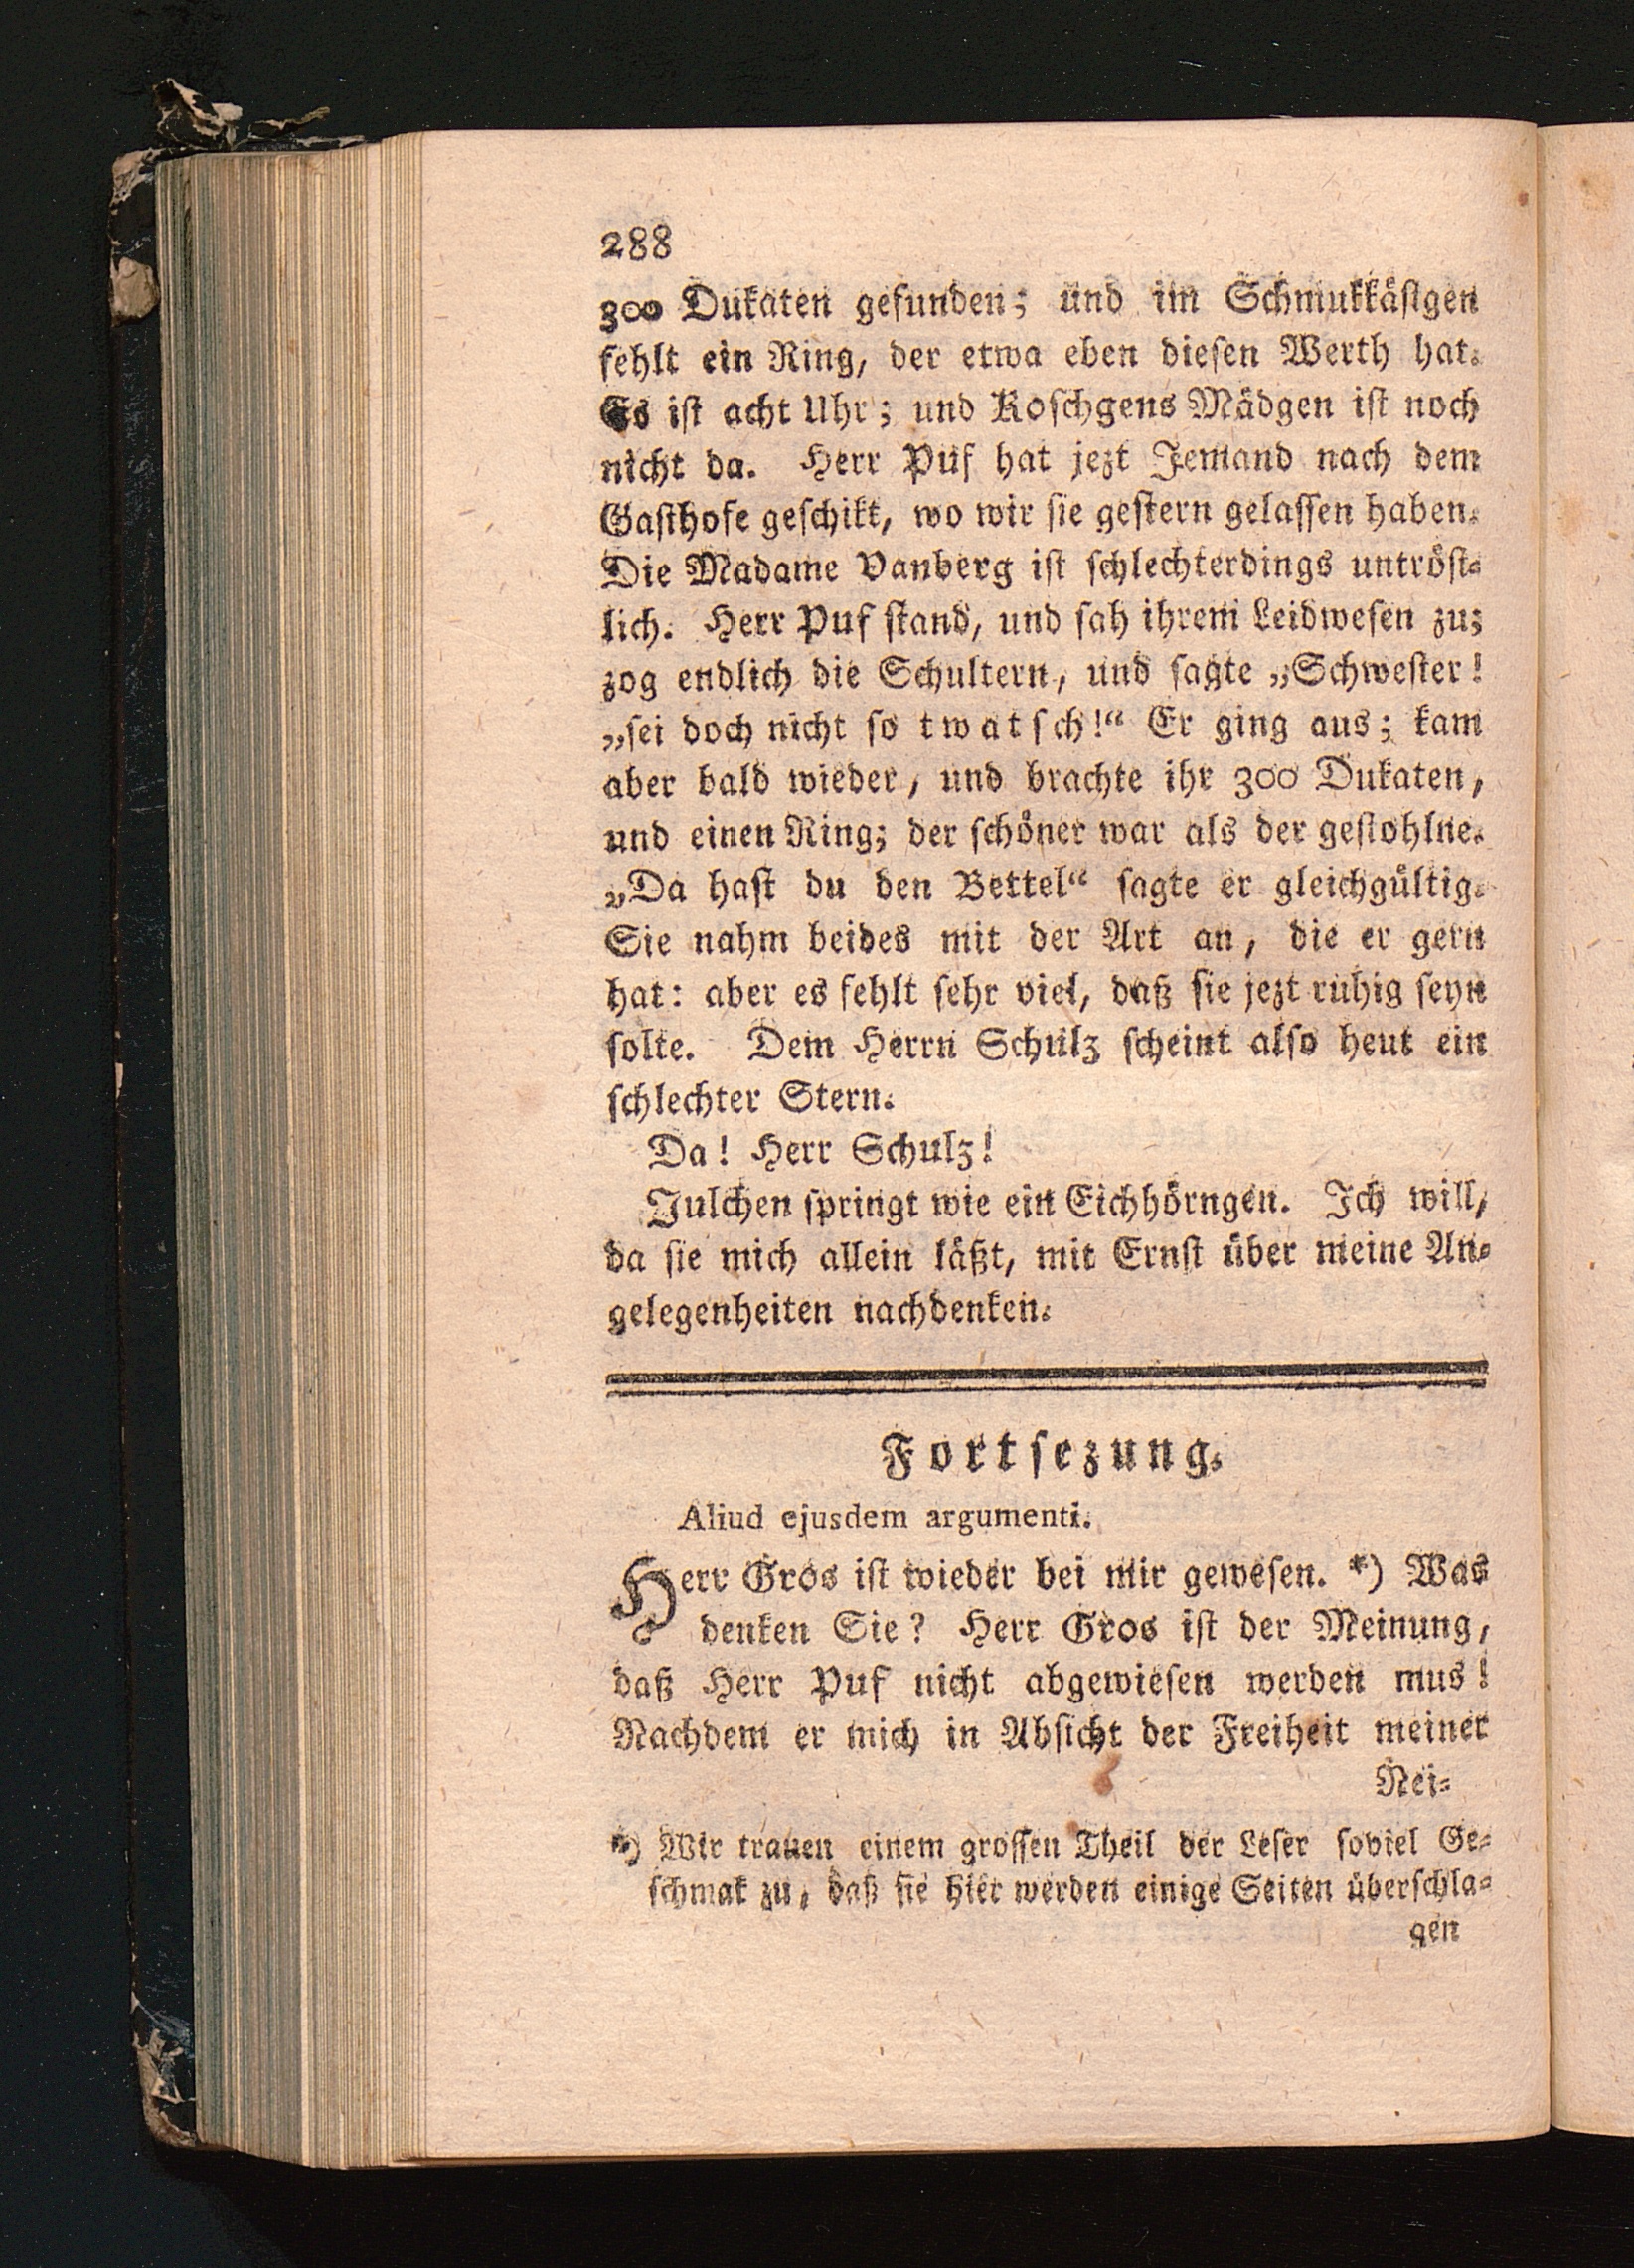 288
300 Dukaten gefunden; und im Schmukkäſtgen
fehlt ein Ring, der etwa eben dieſen Werth hat.
Es iſt acht Uhr; und Koſchgens Mädgen iſt noch
nicht da. Herr Puf hat jezt Jemand nach dem
Gaſthofe geſchikt, wo wir ſie geſtern gelaſſen haben.
Die Madame Vanberg iſt ſchlechterdings untröſt⸗
lich. Herr Puf ſtand, und ſah ihrem Leidweſen zu;
zog endlich die Schultern, und ſagte „Schweſter!
„ſei doch nicht ſo twatſch!“ Er ging aus; kam
aber bald wieder, und brachte ihr 300 Dukaten,
und einen Ring; der ſchöner war als der geſtohlne.
„Da haſt du den Bettel“ ſagte er gleichgültig.
Sie nahm beides mit der Art an, die er gern
hat: aber es fehlt ſehr viel, daß ſie jezt ruhig ſeyn
ſolte. Dem Herrn Schulz ſcheint alſo heut ein
ſchlechter Stern.
Da! Herr Schulz!
Julchen ſpringt wie ein Eichhörngen. Ich will,
da ſie mich allein läßt, mit Ernſt über meine An⸗
gelegenheiten nachdenken.
Fortſezung.
Aliud ejusdem argumenti.
Herr Gros iſt wieder bei mir geweſen. *) Was
denken Sie? Herr Gros iſt der Meinung,
daß Herr Puf nicht abgewieſen werden mus!
Nachdem er mich in Abſicht der Freiheit meiner
Nei⸗
*) Wir trauen einem groſſen Theil der Leſer ſoviel Ge⸗
ſchmak zu, daß ſie hier werden einige Seiten überſchla⸗
gen